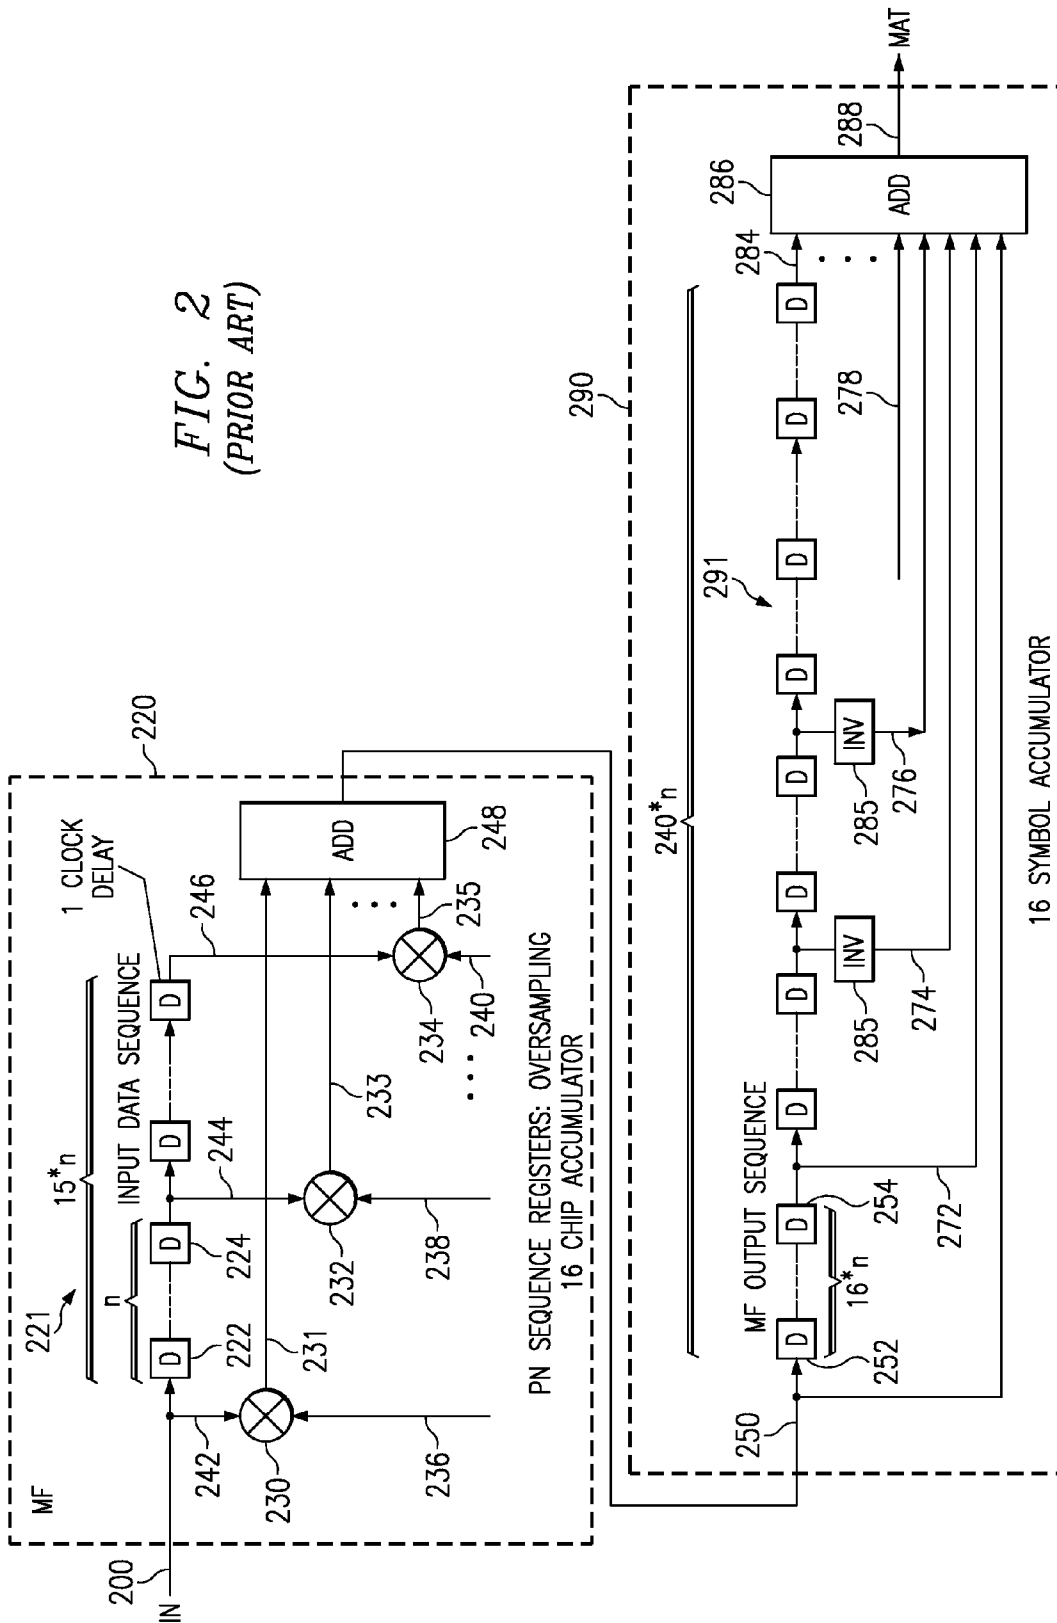 FIG. 2
(PRIOR ART)
IN
200
MF
220
221
15*n
n
INPUT DATA SEQUENCE
1 CLOCK
DELAY
D
D
D
D
222
224
242
244
246
230
231
232
233
234
235
236
238
240
ADD
248
PN SEQUENCE REGISTERS: OVERSAMPLING
16 CHIP ACCUMULATOR
290
240*n
291
250
MF OUTPUT SEQUENCE
D
D
D
D
D
D
D
D
D
D
252
254
16*n
272
INV
285
274
INV
285
276
278
284
ADD
286
288
MAT
16 SYMBOL ACCUMULATOR